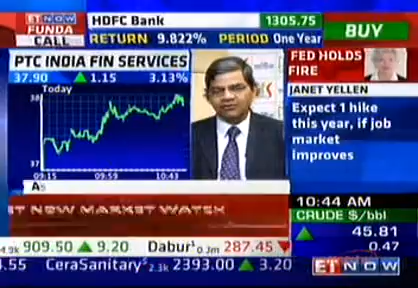 ET NOW
FUNDA
CALL
HDFC Bank 1305.75
RETURN 9.822% PERIOD One Year
BUY
PTC INDIA FIN SERVICES
37.90 1.15 3.13%
Today
38
37
09:15 09:59 10:43
FED HOLDS
FIRE
JANET YELLEN
Expect 1 hike
this year, if job
market
improves
ET NOW MARKET WATCH
10:44 AM
CRUDE $/bbl
45.81
0.47
909.50 9.20 Dabur 0.3m 287.45
4.55 CeraSanitary 2.3k 2393.00 3.20
ET NOW